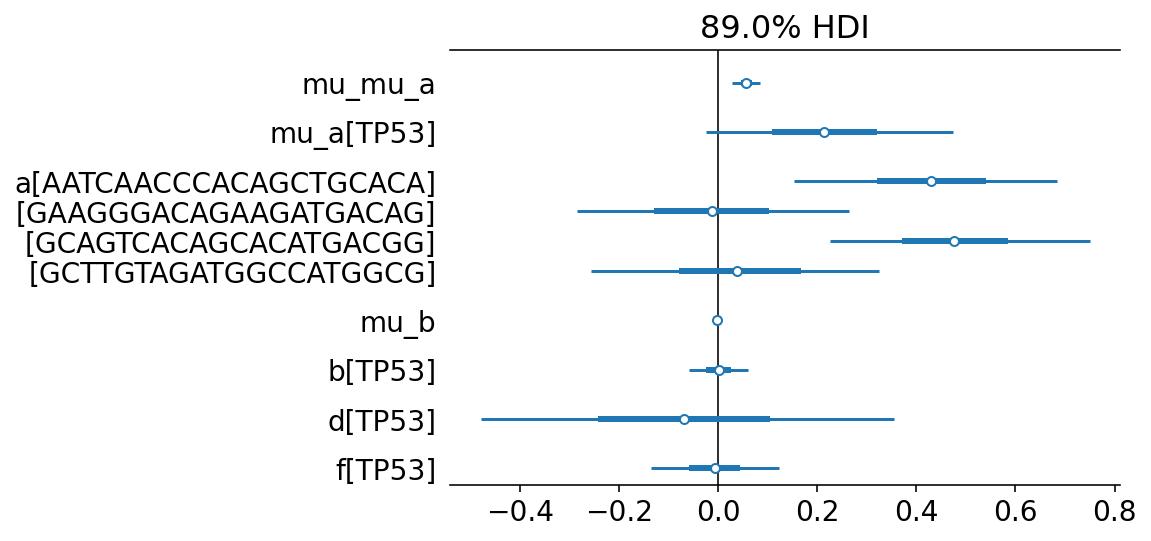 89.0% HDI
mu_mu_a
mu_a[TP53]
a[AATCAACCCACAGCTGCACA]
[GAAGGGACAGAAGATGACAG]
[GCAGTCACAGCACATGACGG]
[GCTTGTAGATGGCCATGGCG]
mu_b
b[TP53]
d[TP53]
f[TP53]
−0.4 −0.2 0.0 0.2 0.4 0.6 0.8